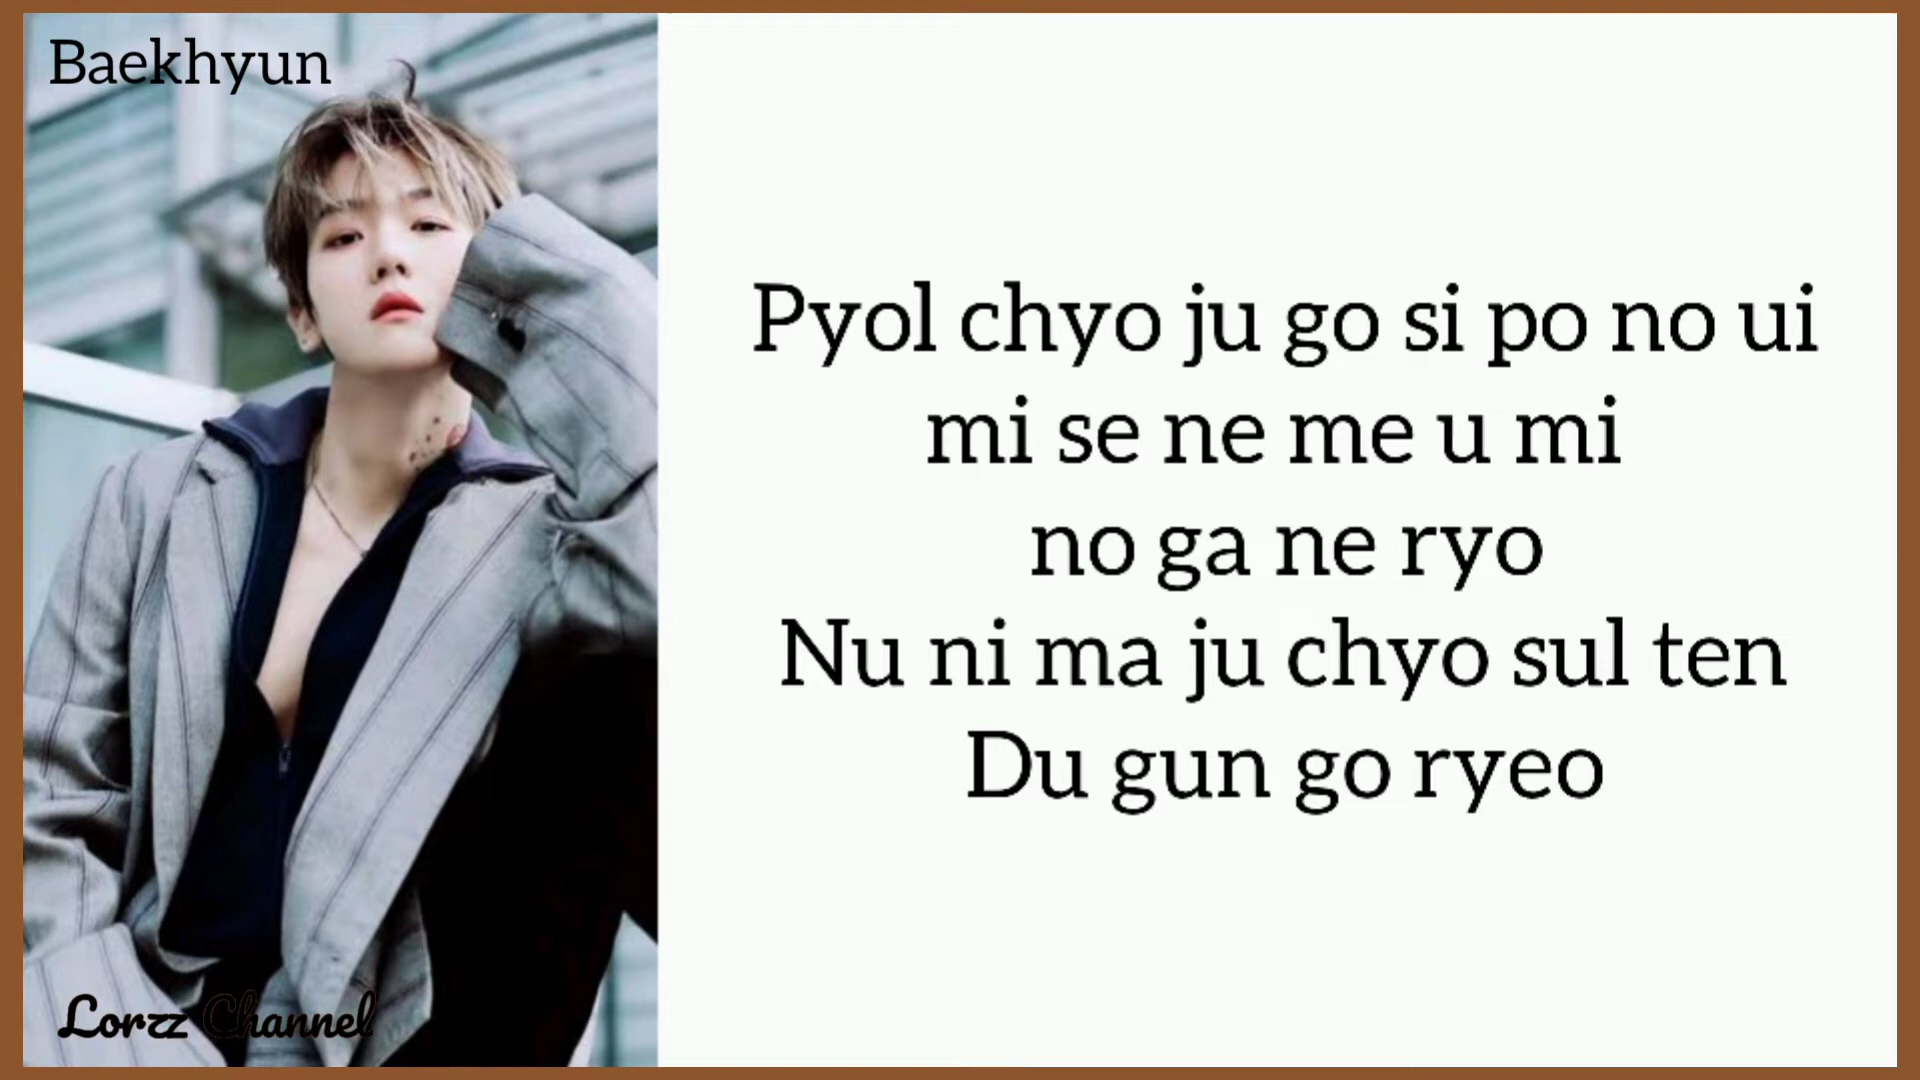 Baekhyun
Pyol chyo ju go si po no ui
mi se ne me u mi
no ga ne ryo
Nu ni ma ju chyo sul ten
Du gun go ryeo
Lorzz Channel